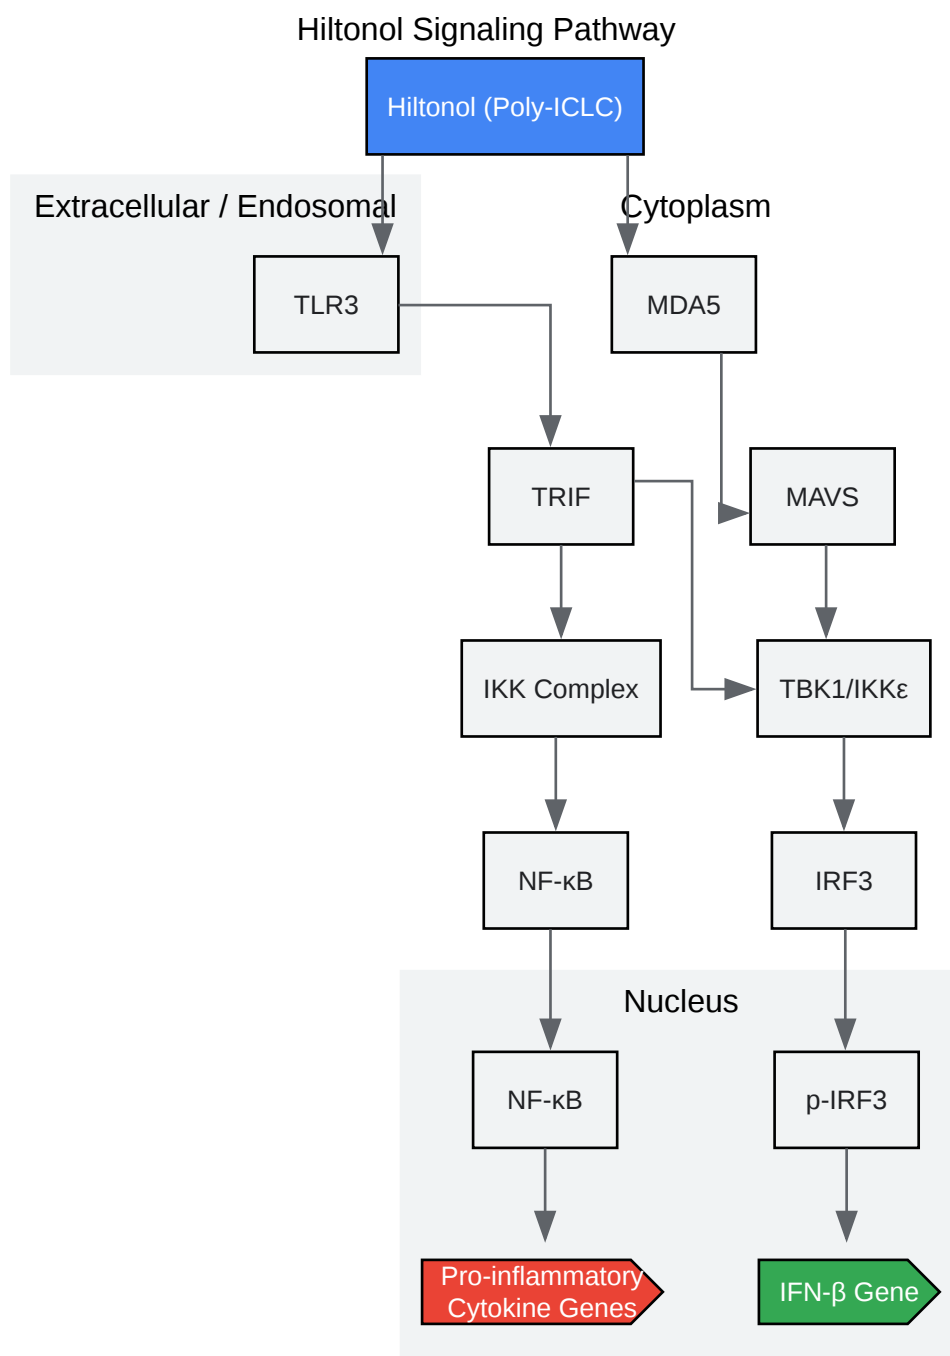 Hiltonol Signaling Pathway
Hiltonol (Poly-ICLC)
Extracellular / Endosomal
Cytoplasm
TLR3
MDA5
TRIF
MAVS
IKK Complex
TBK1/IKKε
NF-κB
IRF3
Nucleus
NF-κB
p-IRF3
Pro-inflammatory
Cytokine Genes
IFN-β Gene